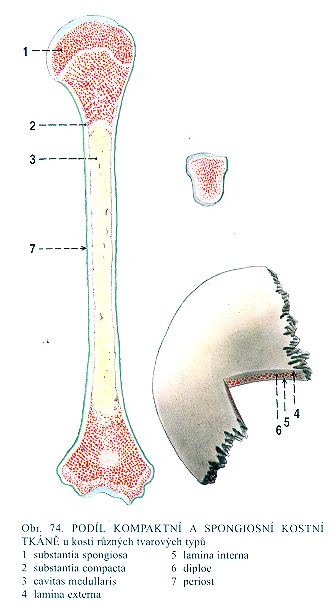 1
2
3
7
4
5
6
Obr. 74. PODÍL KOMPAKTNÍ A SPONGIOSNÍ KOSTNÍ
TKÁNĚ u kosti různých tvarových typů
1 substantia spongiosa
2 substantia compacta
3 cavitas medullaris
4 lamina externa
5 lamina interna
6 diploe
7 periost